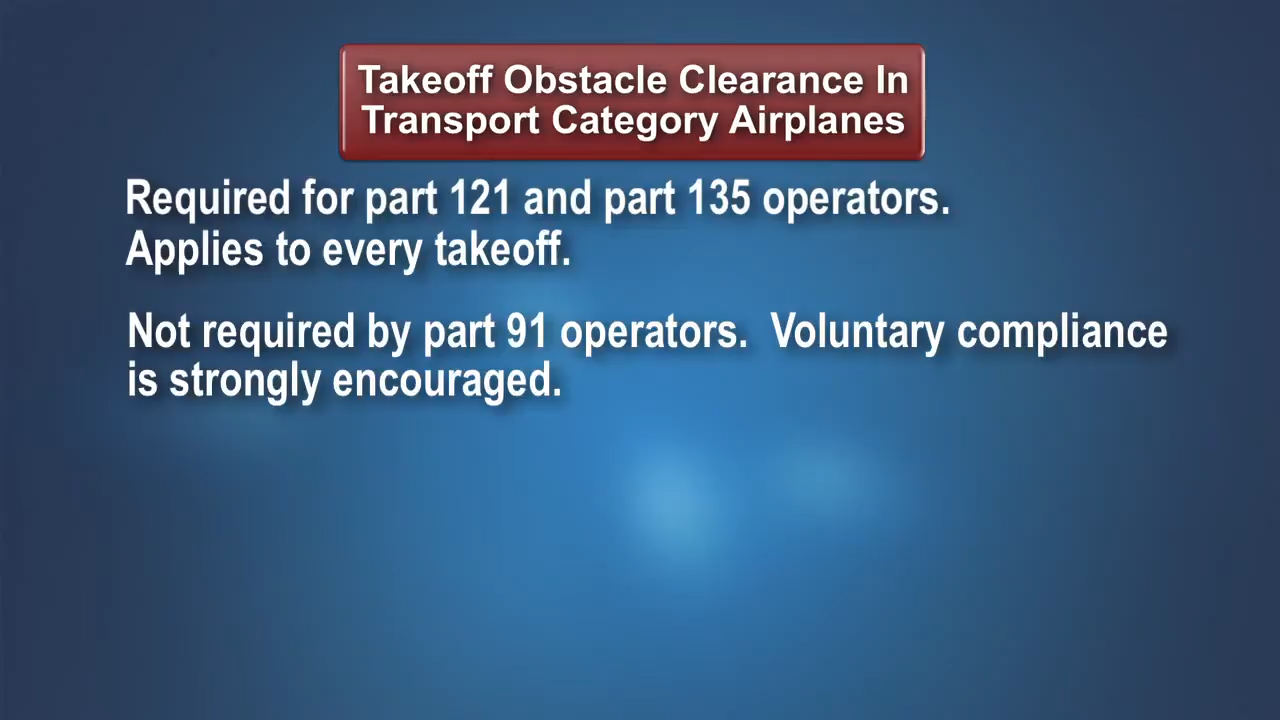 Takeoff Obstacle Clearance In
Transport Category Airplanes
Required for part 121 and part 135 operators.
Applies to every takeoff.
Not required by part 91 operators.  Voluntary compliance
is strongly encouraged.